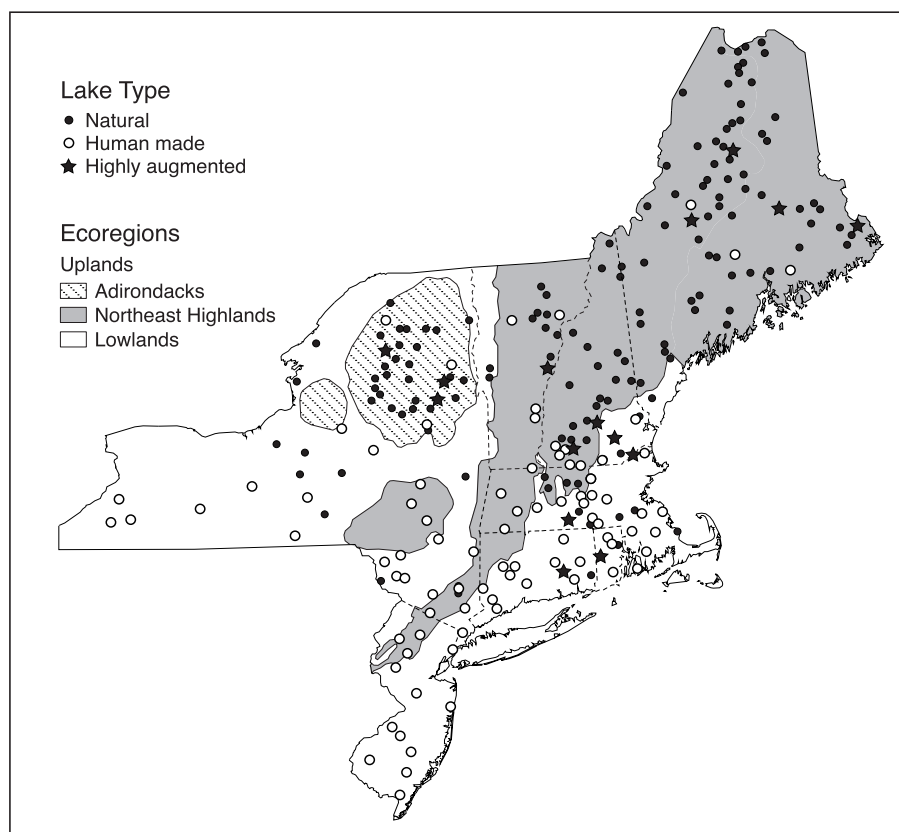 Lake Type
Natural
Human made
Highly augmented
Ecoregions
Uplands
Adirondacks
Northeast Highlands
Lowlands